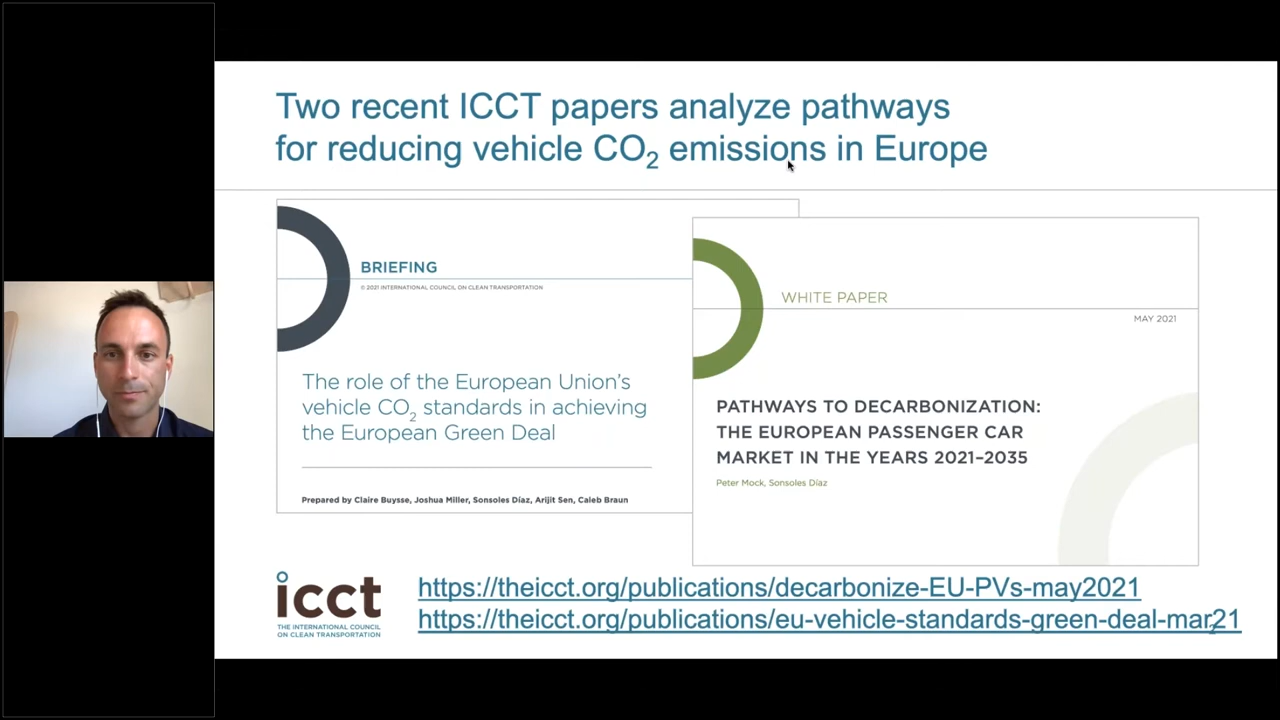 Two recent ICCT papers analyze pathways
for reducing vehicle CO2 emissions in Europe
BRIEFING
© 2021 INTERNATIONAL COUNCIL ON CLEAN TRANSPORTATION
The role of the European Union's
vehicle CO2 standards in achieving
the European Green Deal
Prepared by Claire Buysse, Joshua Miller, Sonsoles Díaz, Arijit Sen, Caleb Braun
WHITE PAPER
MAY 2021
PATHWAYS TO DECARBONIZATION:
THE EUROPEAN PASSENGER CAR
MARKET IN THE YEARS 2021–2035
Peter Mock, Sonsoles Díaz
icct
THE INTERNATIONAL COUNCIL
ON CLEAN TRANSPORTATION
https://theicct.org/publications/decarbonize-EU-PVs-may2021
https://theicct.org/publications/eu-vehicle-standards-green-deal-mar21
2